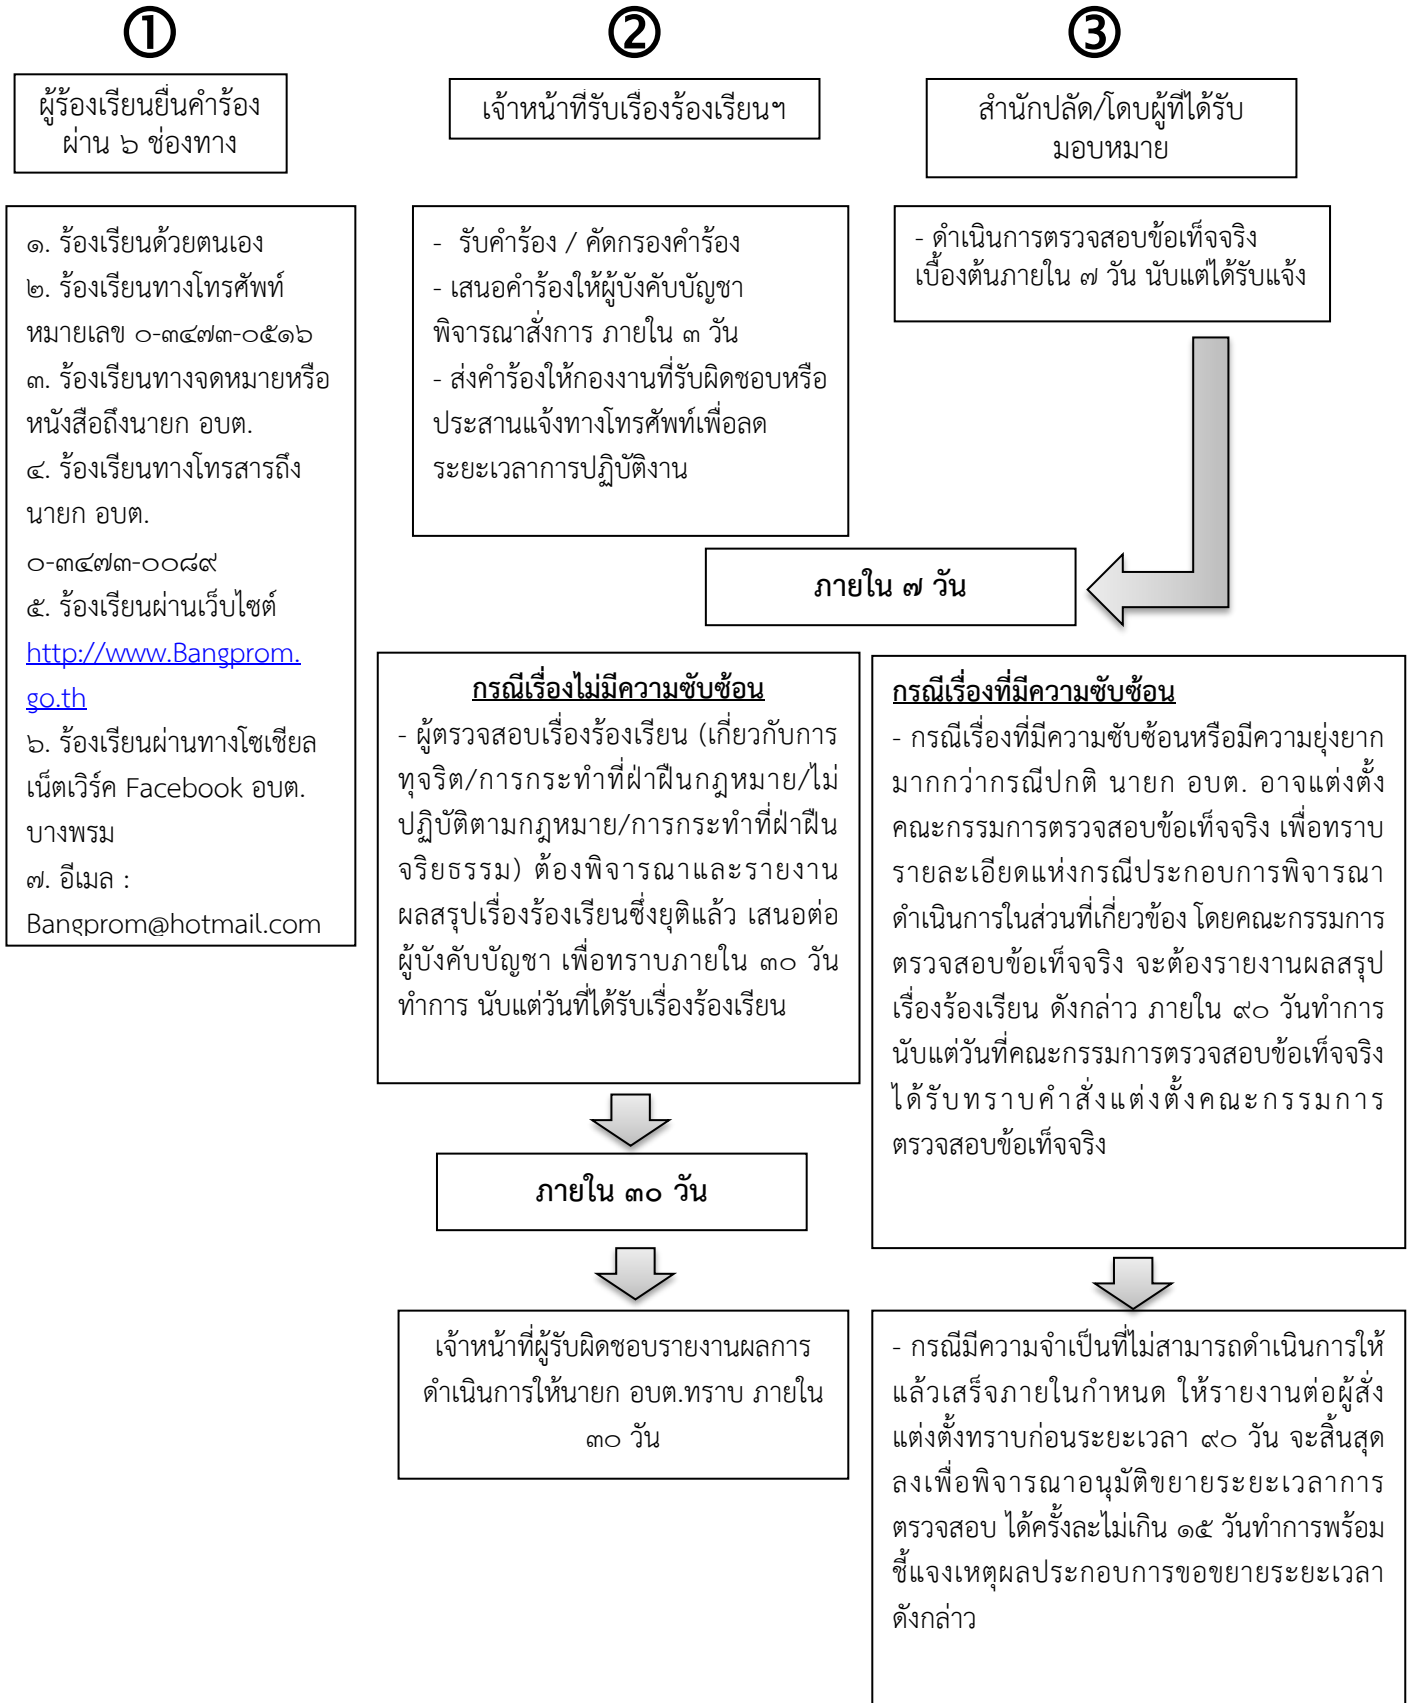 ①
ผู้ร้องเรียนยื่นคำร้อง
ผ่าน ๖ ช่องทาง
๑. ร้องเรียนด้วยตนเอง
๒. ร้องเรียนทางโทรศัพท์
หมายเลข ๐-๓๔๗๓-๐๕๑๖
๓. ร้องเรียนทางจดหมายหรือ
หนังสือถึงนายก อบต.
๔. ร้องเรียนทางโทรสารถึง
นายก อบต.
๐-๓๔๗๓-๐๐๘๙
๕. ร้องเรียนผ่านเว็บไซต์
http://www.Bangprom.
go.th
๖. ร้องเรียนผ่านทางโซเชียล
เน็ตเวิร์ค Facebook อบต.
บางพรม
๗. อีเมล :
Bangprom@hotmail.com
②
เจ้าหน้าที่รับเรื่องร้องเรียนฯ
-  รับคำร้อง / คัดกรองคำร้อง
- เสนอคำร้องให้ผู้บังคับบัญชา
พิจารณาสั่งการ ภายใน ๓ วัน
- ส่งคำร้องให้กองงานที่รับผิดชอบหรือ
ประสานแจ้งทางโทรศัพท์เพื่อลด
ระยะเวลาการปฏิบัติงาน
③
สำนักปลัด/โดบผู้ที่ได้รับ
มอบหมาย
- ดำเนินการตรวจสอบข้อเท็จจริง
เบื้องต้นภายใน ๗ วัน นับแต่ได้รับแจ้ง
ภายใน ๗ วัน
กรณีเรื่องไม่มีความซับซ้อน
- ผู้ตรวจสอบเรื่องร้องเรียน (เกี่ยวกับการ
ทุจริต/การกระทำที่ฝ่าฝืนกฎหมาย/ไม่
ปฏิบัติตามกฎหมาย/การกระทำที่ฝ่าฝืน
จริยธรรม) ต้องพิจารณาและรายงาน
ผลสรุปเรื่องร้องเรียนซึ่งยุติแล้ว เสนอต่อ
ผู้บังคับบัญชา เพื่อทราบภายใน ๓๐ วัน
ทำการ นับแต่วันที่ได้รับเรื่องร้องเรียน
ภายใน ๓๐ วัน
เจ้าหน้าที่ผู้รับผิดชอบรายงานผลการ
ดำเนินการให้นายก อบต.ทราบ ภายใน
๓๐ วัน
กรณีเรื่องที่มีความซับซ้อน
- กรณีเรื่องที่มีความซับซ้อนหรือมีความยุ่งยาก
มากกว่ากรณีปกติ นายก อบต. อาจแต่งตั้ง
คณะกรรมการตรวจสอบข้อเท็จจริง เพื่อทราบ
รายละเอียดแห่งกรณีประกอบการพิจารณา
ดำเนินการในส่วนที่เกี่ยวข้อง โดยคณะกรรมการ
ตรวจสอบข้อเท็จจริง จะต้องรายงานผลสรุป
เรื่องร้องเรียน ดังกล่าว ภายใน ๙๐ วันทำการ
นับแต่วันที่คณะกรรมการตรวจสอบข้อเท็จจริง
ได้รับทราบคำสั่งแต่งตั้งคณะกรรมการ
ตรวจสอบข้อเท็จจริง
- กรณีมีความจำเป็นที่ไม่สามารถดำเนินการให้
แล้วเสร็จภายในกำหนด ให้รายงานต่อผู้สั่ง
แต่งตั้งทราบก่อนระยะเวลา ๙๐ วัน จะสิ้นสุด
ลงเพื่อพิจารณาอนุมัติขยายระยะเวลาการ
ตรวจสอบ ได้ครั้งละไม่เกิน ๑๕ วันทำการพร้อม
ชี้แจงเหตุผลประกอบการขอขยายระยะเวลา
ดังกล่าว